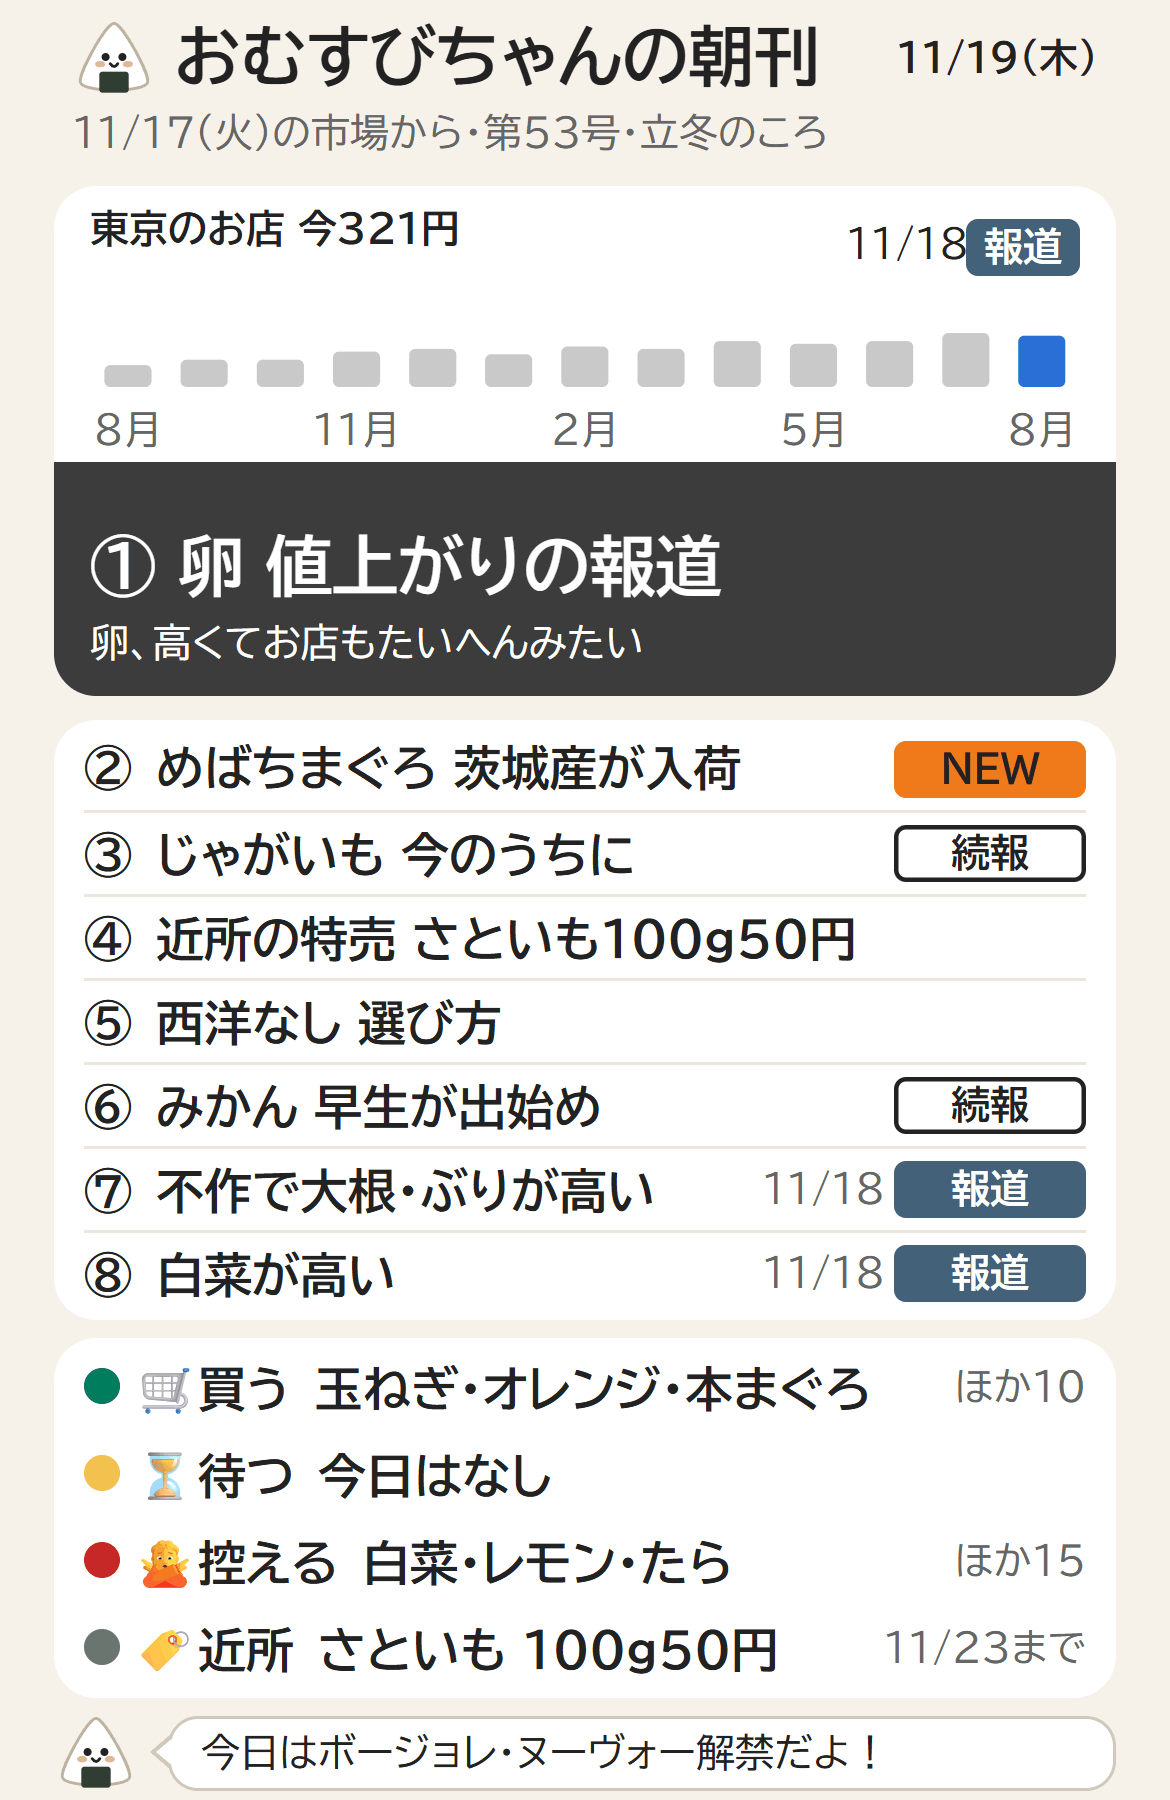 おむすびちゃんの朝刊 11/19(木)
11/17(火)の市場から・第53号・立冬のころ
東京のお店 今321円 11/18 報道
8月 11月 2月 5月 8月
① 卵 値上がりの報道
卵、高くてお店もたいへんみたい
② めばちまぐろ 茨城産が入荷 NEW
③ じゃがいも 今のうちに 続報
④ 近所の特売 さといも100g50円
⑤ 西洋なし 選び方
⑥ みかん 早生が出始め 続報
⑦ 不作で大根・ぶりが高い 11/18 報道
⑧ 白菜が高い 11/18 報道
買う 玉ねぎ・オレンジ・本まぐろ ほか10
待つ 今日はなし
控える 白菜・レモン・たら ほか15
近所 さといも 100g50円 11/23まで
今日はボージョレ・ヌーヴォー解禁だよ！